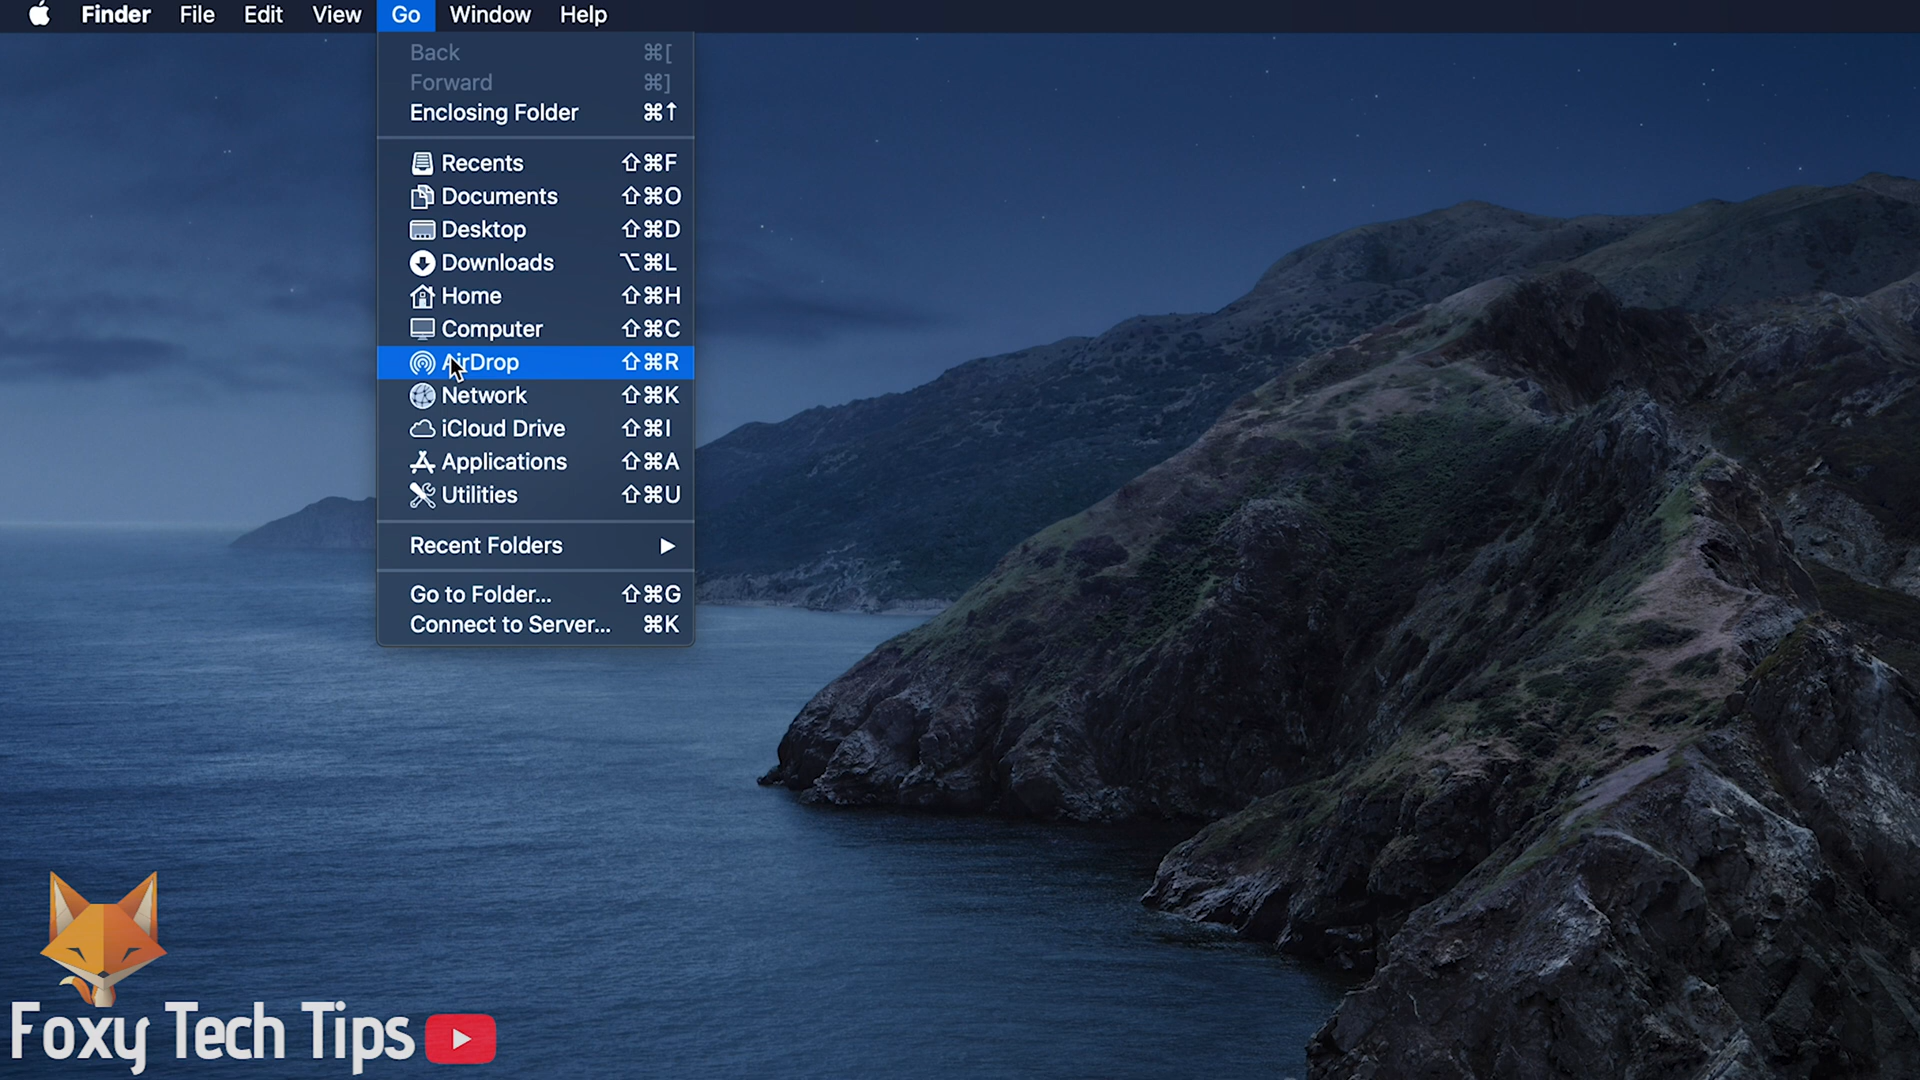 Finder File Edit View Go Window Help
Back ⌘[
Forward ⌘]
Enclosing Folder ⌘↑
Recents ⇧⌘F
Documents ⇧⌘O
Desktop ⇧⌘D
Downloads ⌥⌘L
Home ⇧⌘H
Computer ⇧⌘C
AirDrop ⇧⌘R
Network ⇧⌘K
iCloud Drive ⇧⌘I
Applications ⇧⌘A
Utilities ⇧⌘U
Recent Folders ▶
Go to Folder... ⇧⌘G
Connect to Server... ⌘K
Foxy Tech Tips